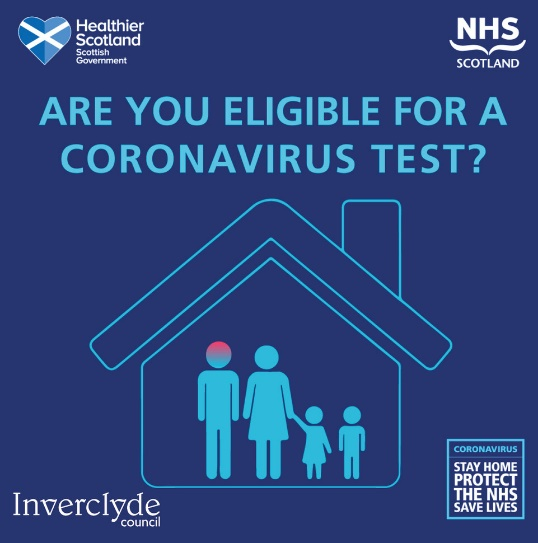 Healthier
Scotland
Scottish
Government
NHS
SCOTLAND
ARE YOU ELIGIBLE FOR A
CORONAVIRUS TEST?
CORONAVIRUS
STAY HOME
PROTECT
THE NHS
SAVE LIVES
Inverclyde
council